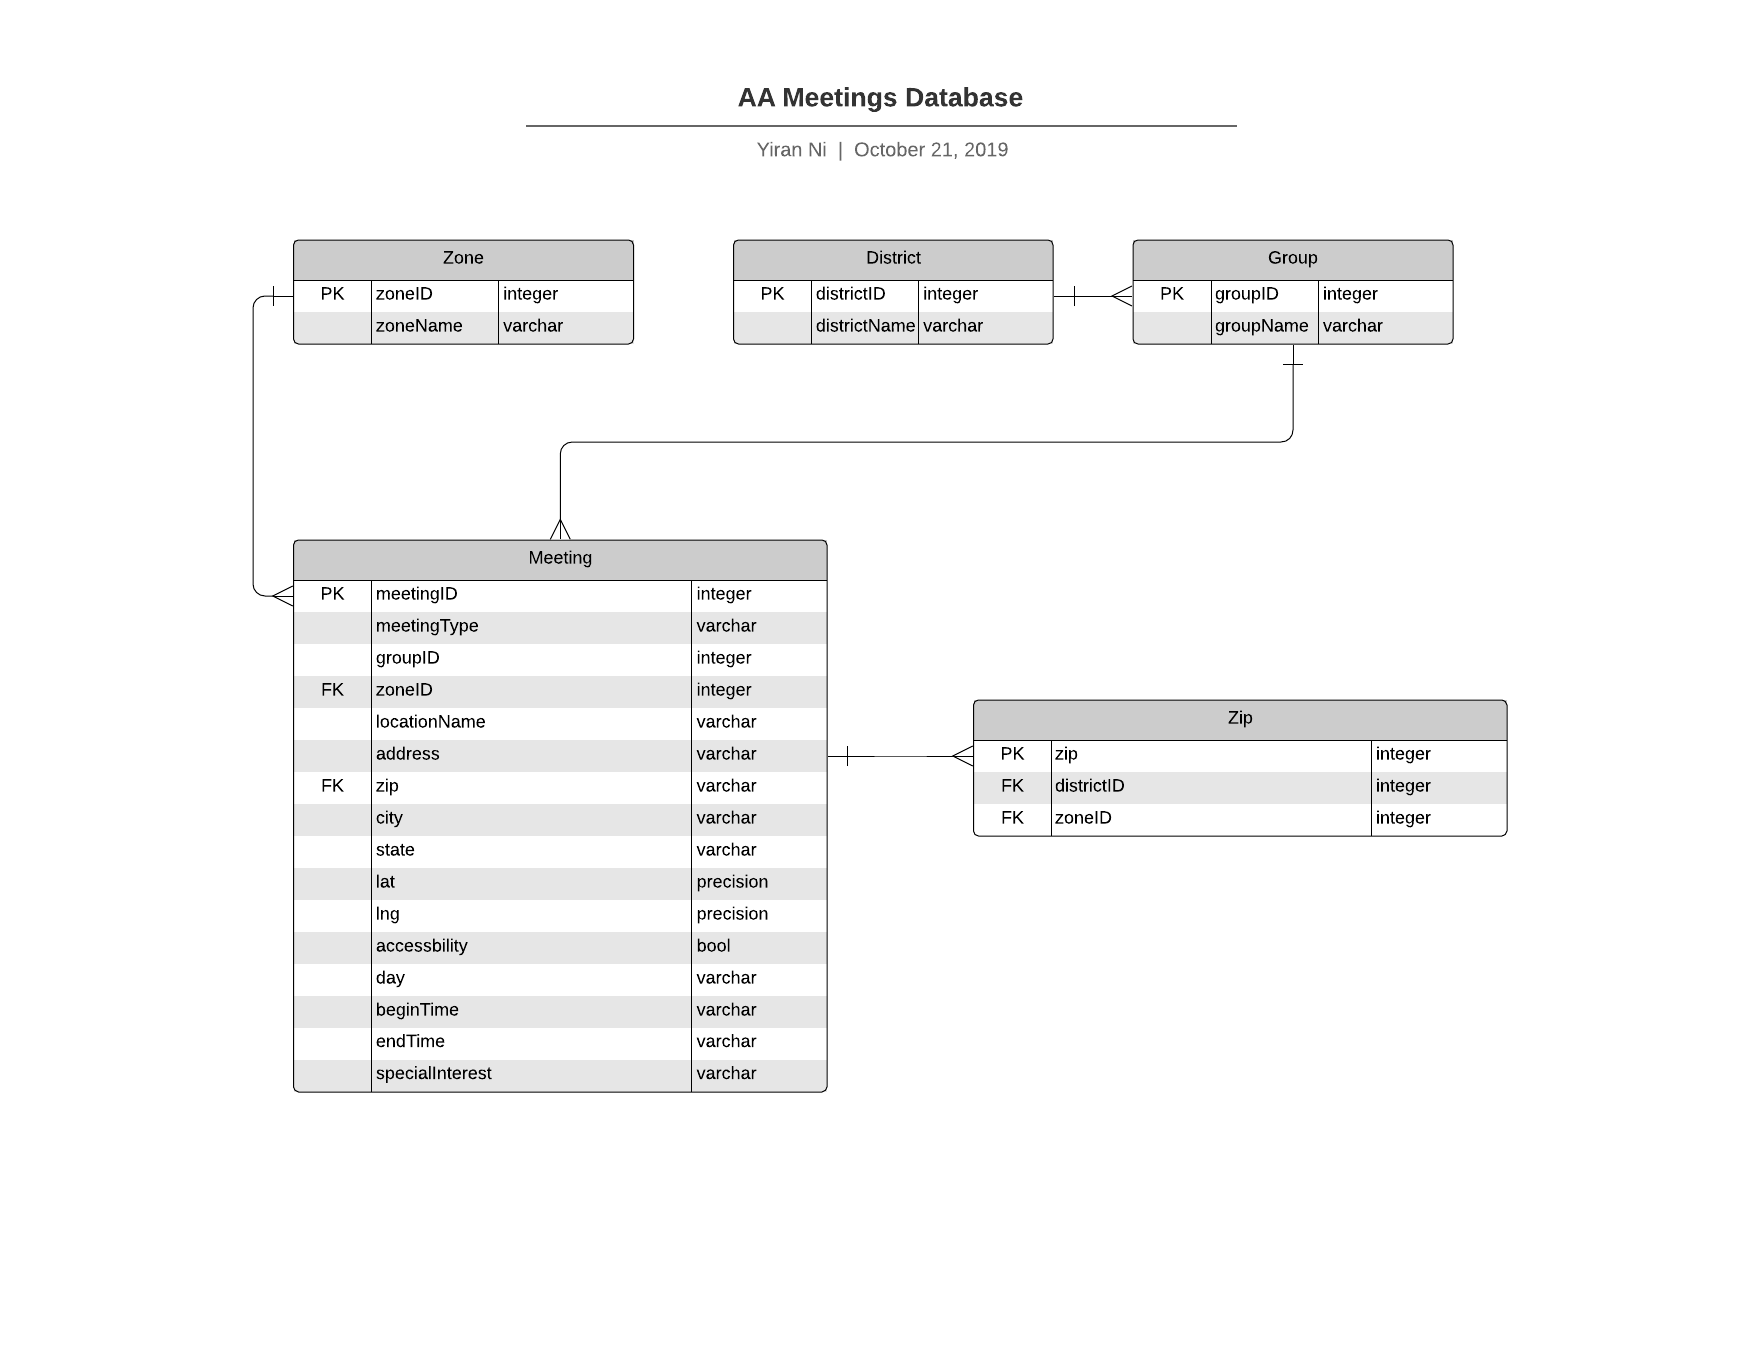 AA Meetings Database
Yiran Ni | October 21, 2019
Zone
PK zoneID integer
zoneName varchar
District
PK districtID integer
districtName varchar
Group
PK groupID integer
groupName varchar
Meeting
PK meetingID integer
meetingType varchar
groupID integer
FK zoneID integer
locationName varchar
address varchar
FK zip varchar
city varchar
state varchar
lat precision
lng precision
accessbility bool
day varchar
beginTime varchar
endTime varchar
specialInterest varchar
Zip
PK zip integer
FK districtID integer
FK zoneID integer